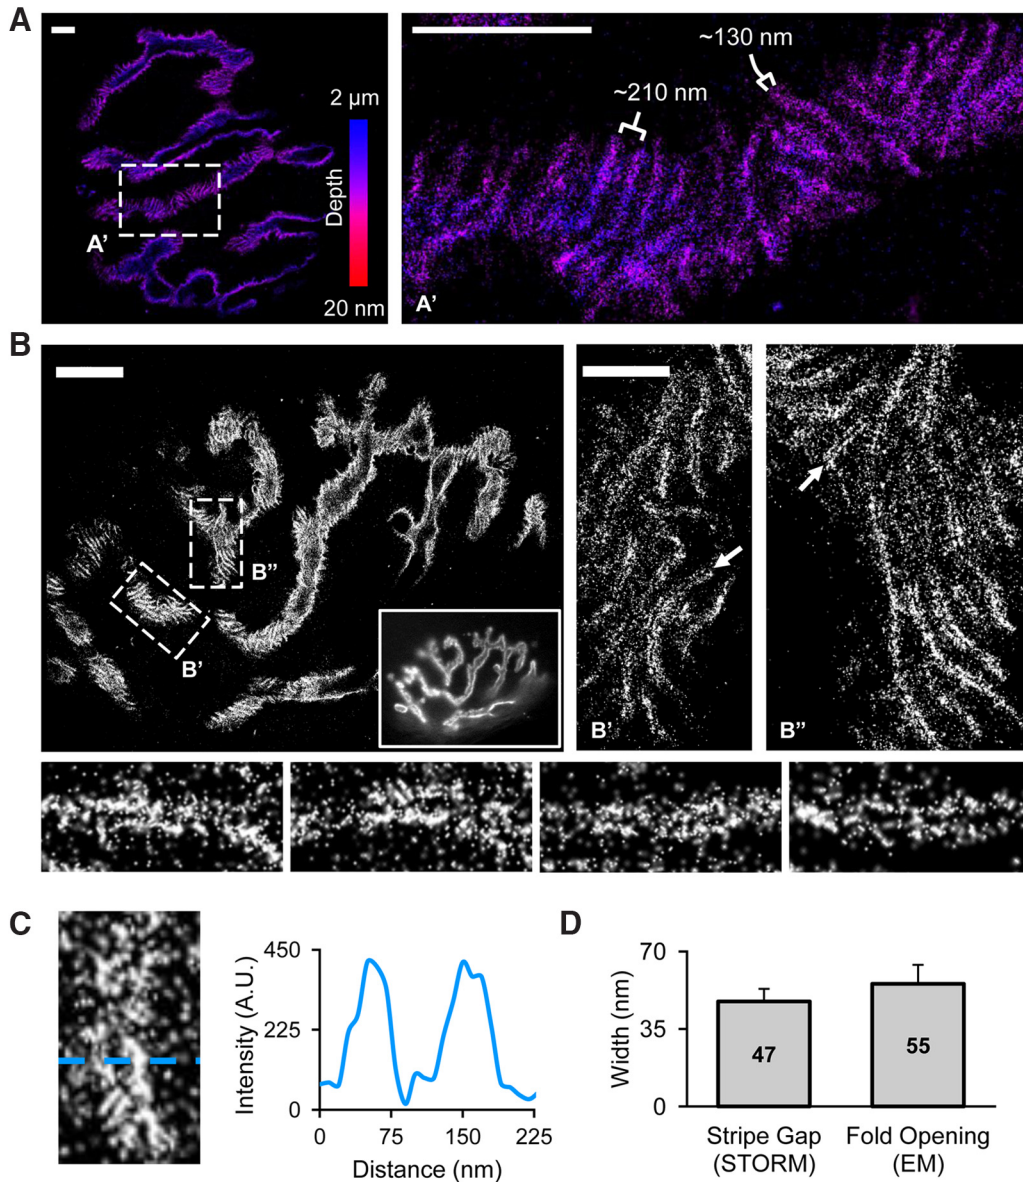 A
2 µm
Depth
20 nm
A’
~130 nm
~210 nm
A’
B
B”
B’
B’
B”
C
450
225
0
Intensity (A.U.)
0
75
150
225
Distance (nm)
D
70
35
0
Width (nm)
47
55
Stripe Gap
(STORM)
Fold Opening
(EM)